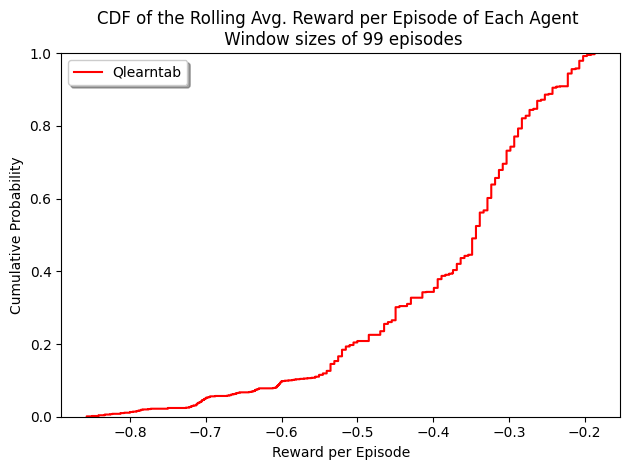 CDF of the Rolling Avg. Reward per Episode of Each Agent
Window sizes of 99 episodes
Qlearntab
Cumulative Probability
1.0
0.8
0.6
0.4
0.2
0.0
−0.8 −0.7 −0.6 −0.5 −0.4 −0.3 −0.2
Reward per Episode